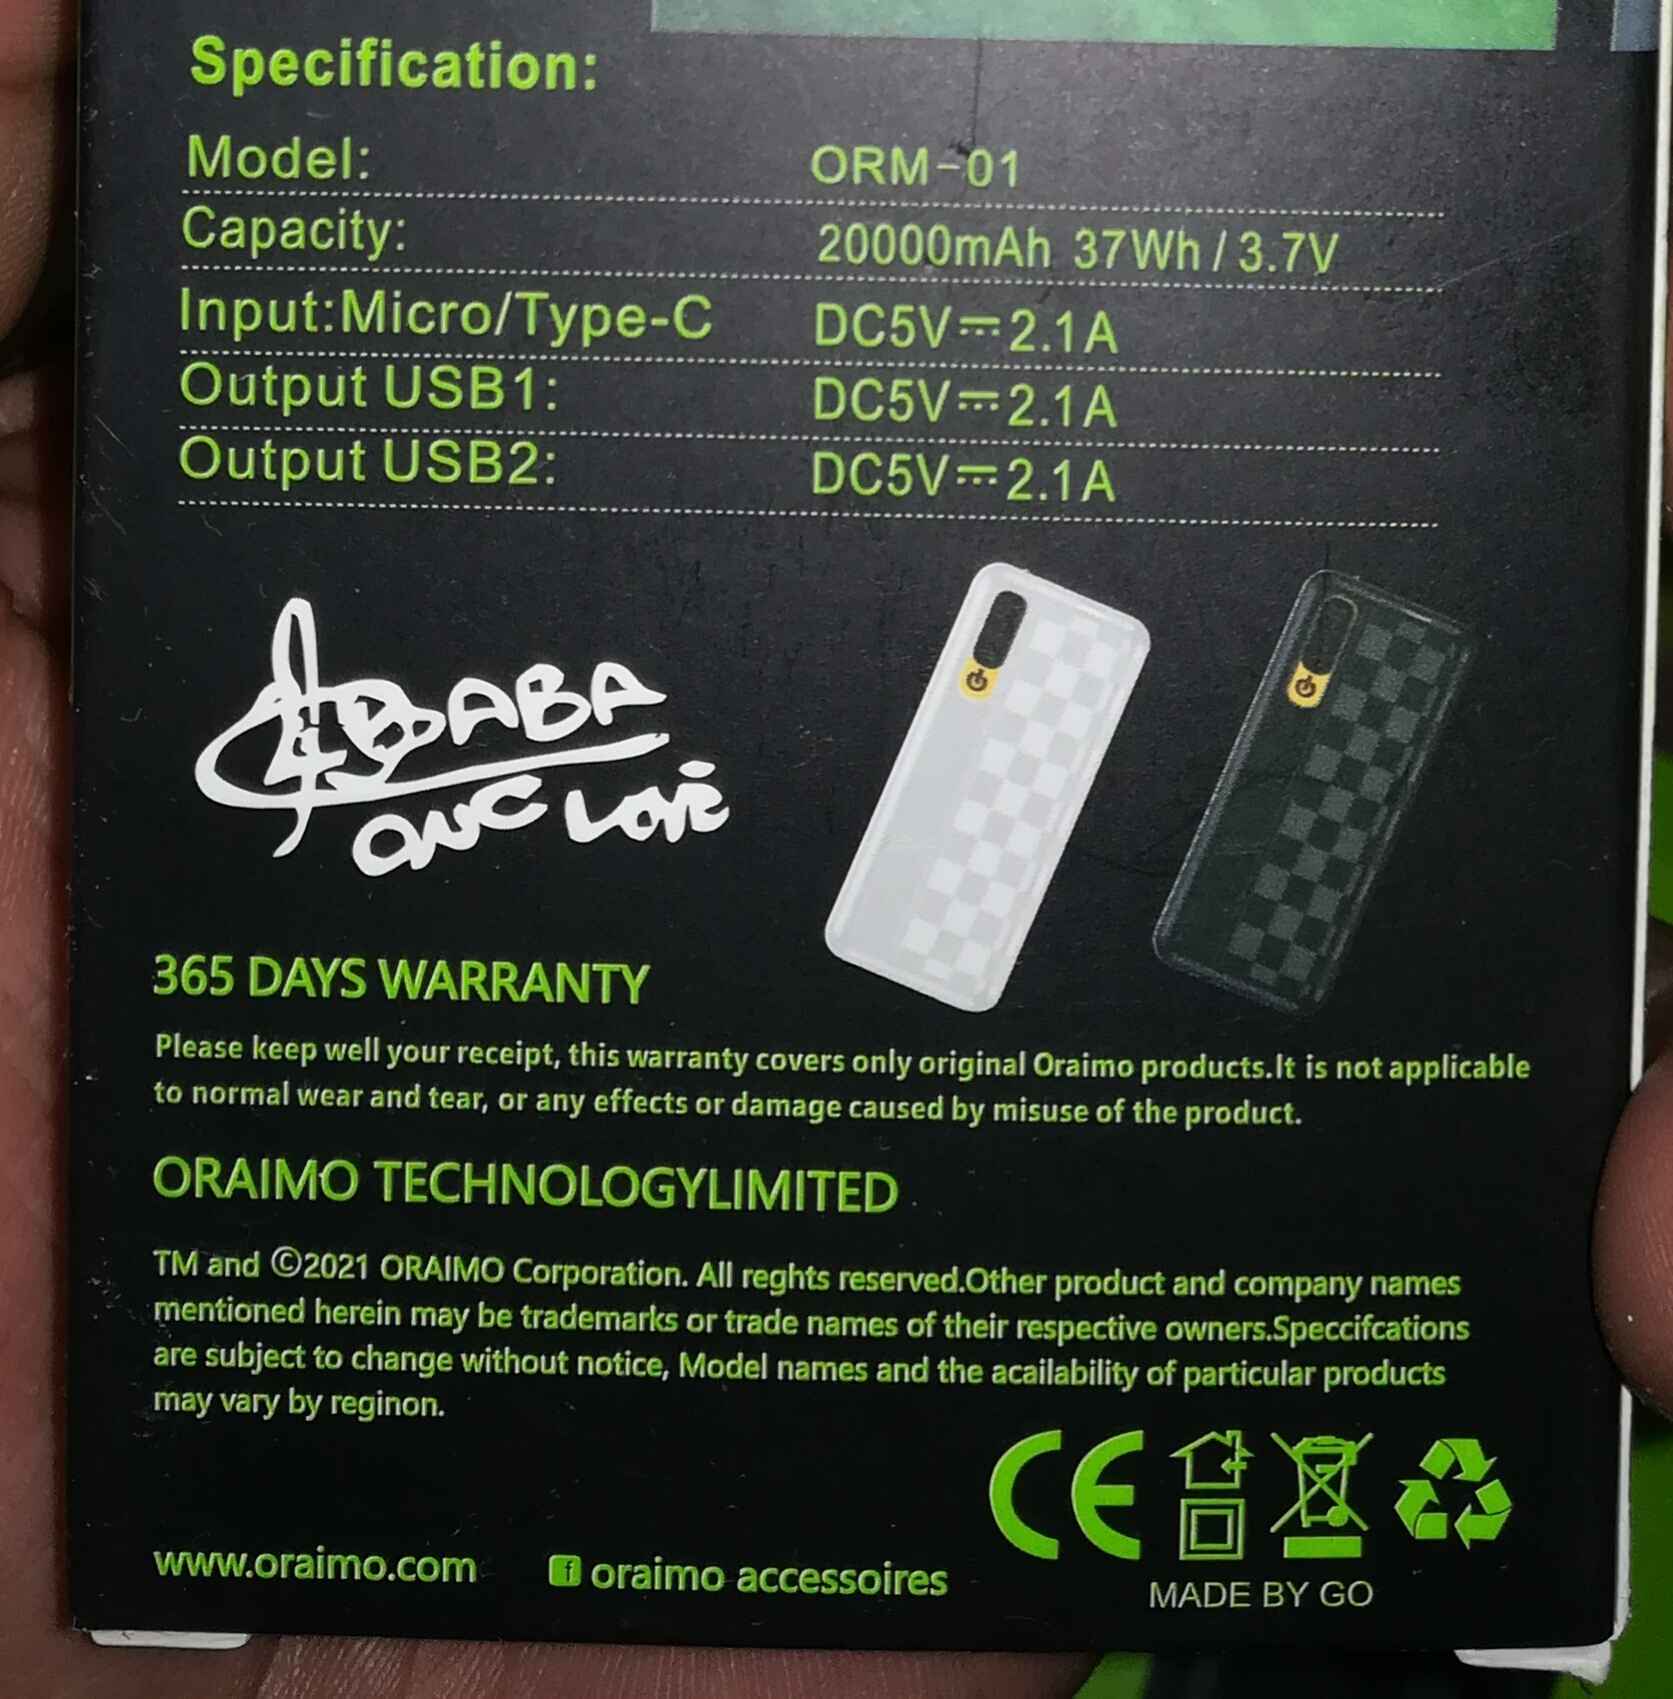 Specification:
Model: ORM-01
Capacity: 20000mAh 37Wh / 3.7V
Input:Micro/Type-C DC5V⎓2.1A
Output USB1: DC5V⎓2.1A
Output USB2: DC5V⎓2.1A
BABA
ONE LOVE
365 DAYS WARRANTY
Please keep well your receipt, this warranty covers only original Oraimo products.It is not applicable
to normal wear and tear, or any effects or damage caused by misuse of the product.
ORAIMO TECHNOLOGYLIMITED
TM and ©2021 ORAIMO Corporation. All reghts reserved.Other product and company names
mentioned herein may be trademarks or trade names of their respective owners.Speccifcations
are subject to change without notice, Model names and the acailability of particular products
may vary by reginon.
CE
www.oraimo.com f oraimo accessoires
MADE BY GO